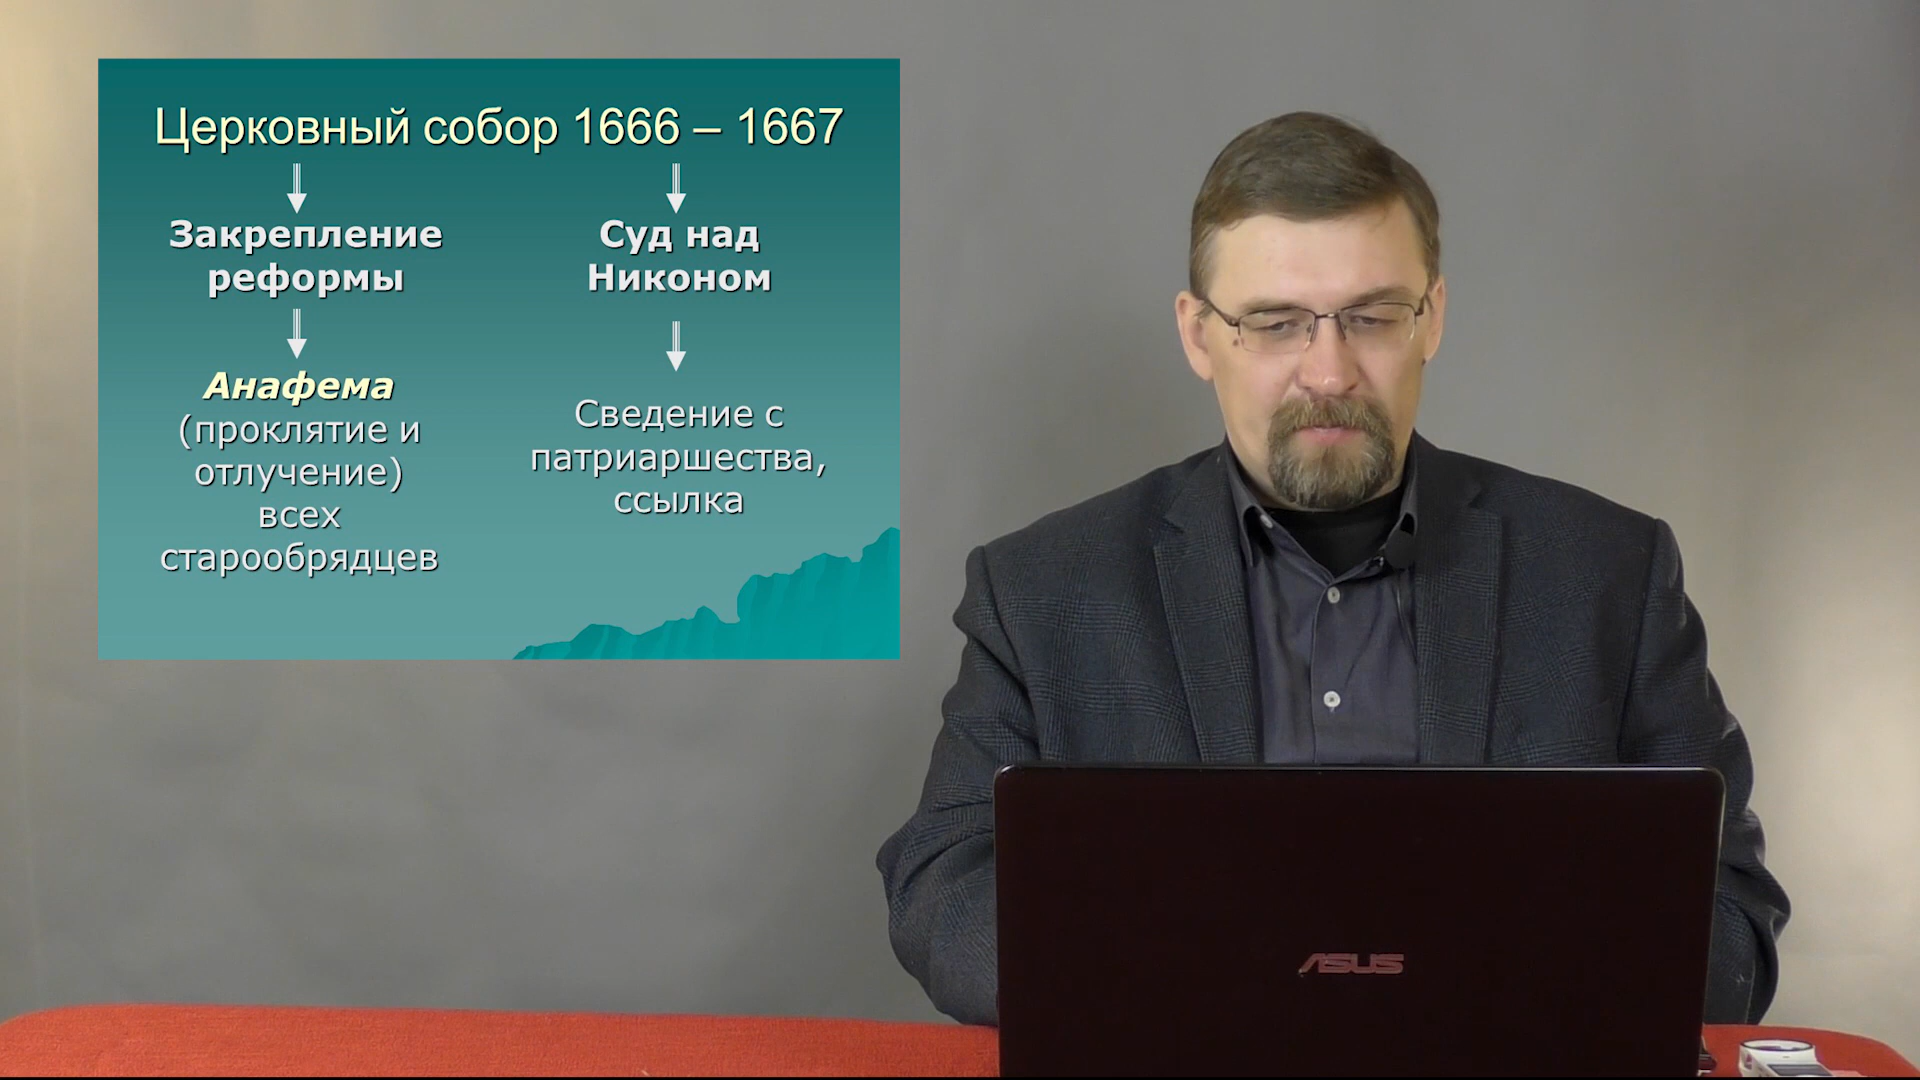 Церковный собор 1666 – 1667
Закрепление
реформы
Анафема
(проклятие и
отлучение)
всех
старообрядцев
Суд над
Никоном
Сведение с
патриаршества,
ссылка
ASUS